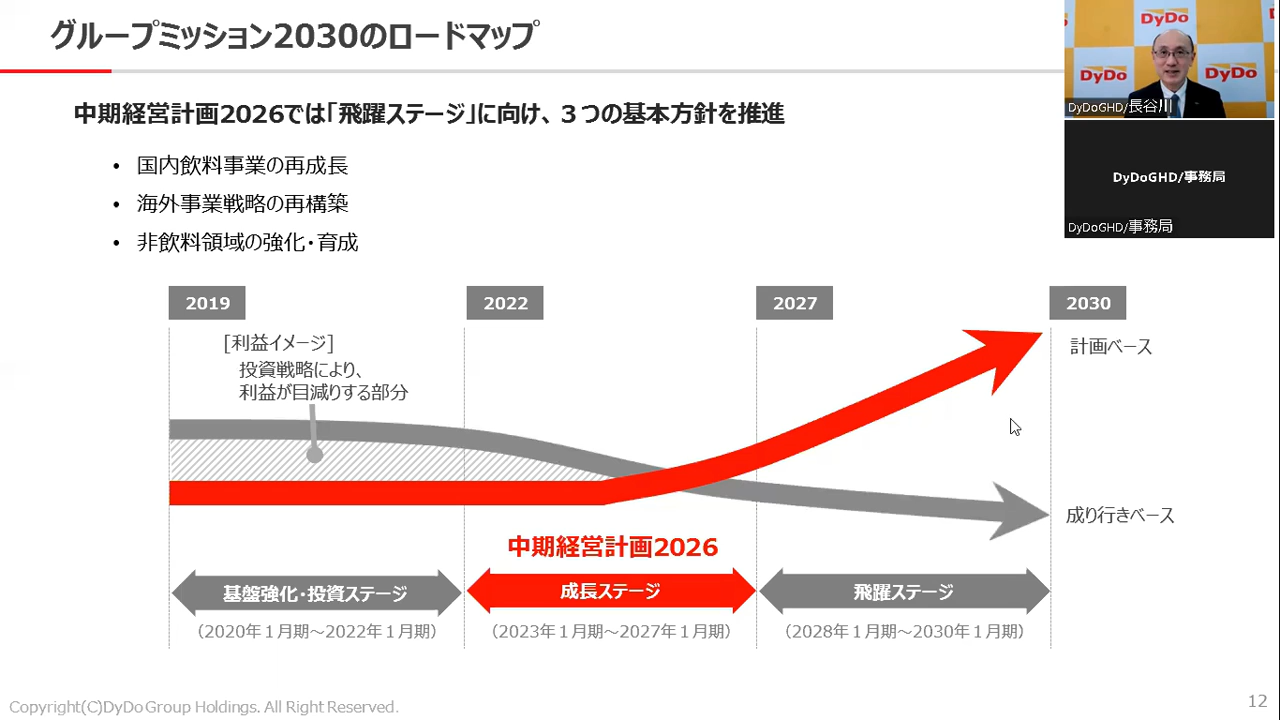 グループミッション2030のロードマップ
中期経営計画2026では「飛躍ステージ」に向け、３つの基本方針を推進
• 国内飲料事業の再成長
• 海外事業戦略の再構築
• 非飲料領域の強化・育成
DyDo
DyDo
DyDo
DyDoGHD/長谷川
DyDoGHD/事務局
DyDoGHD/事務局
2019
2022
2027
2030
[利益イメージ]
投資戦略により、
利益が目減りする部分
計画ベース
成り行きベース
中期経営計画2026
基盤強化・投資ステージ
成長ステージ
飛躍ステージ
（2020年１月期～2022年１月期）
（2023年１月期～2027年１月期）
（2028年１月期～2030年１月期）
Copyright(C)DyDo Group Holdings. All Right Reserved.
12